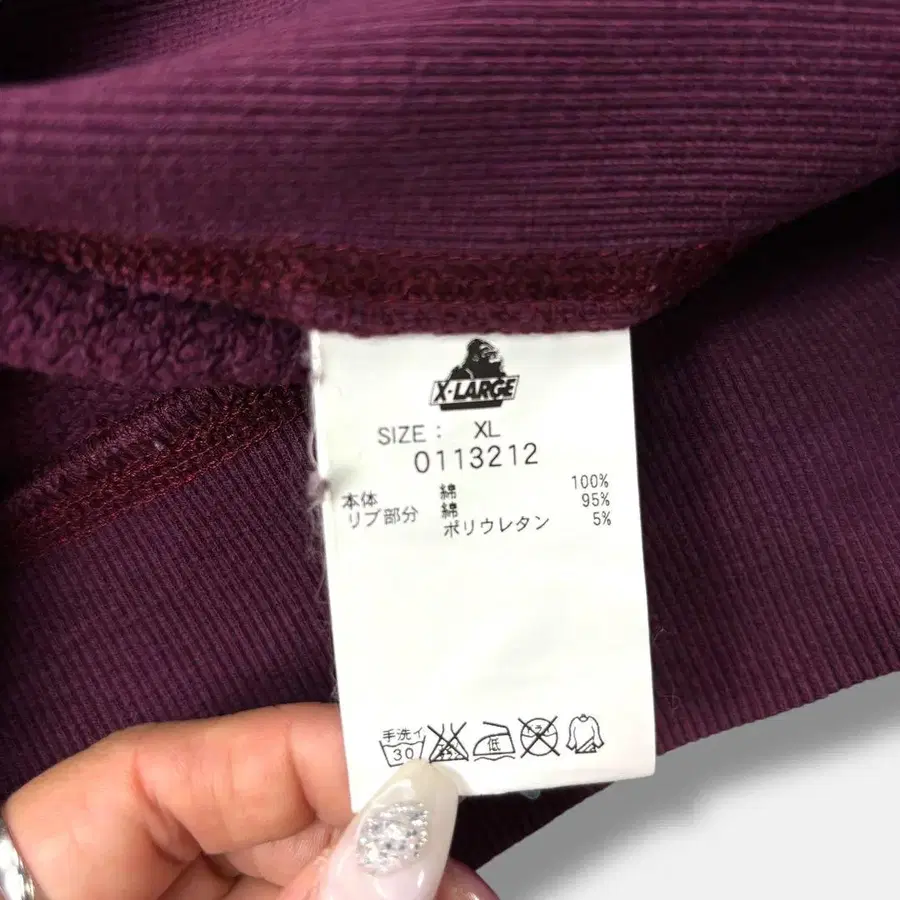 X-LARGE
SIZE : XL
0113212
本体 綿 100%
リブ部分 綿 95%
ポリウレタン 5%
手洗イ
30
低